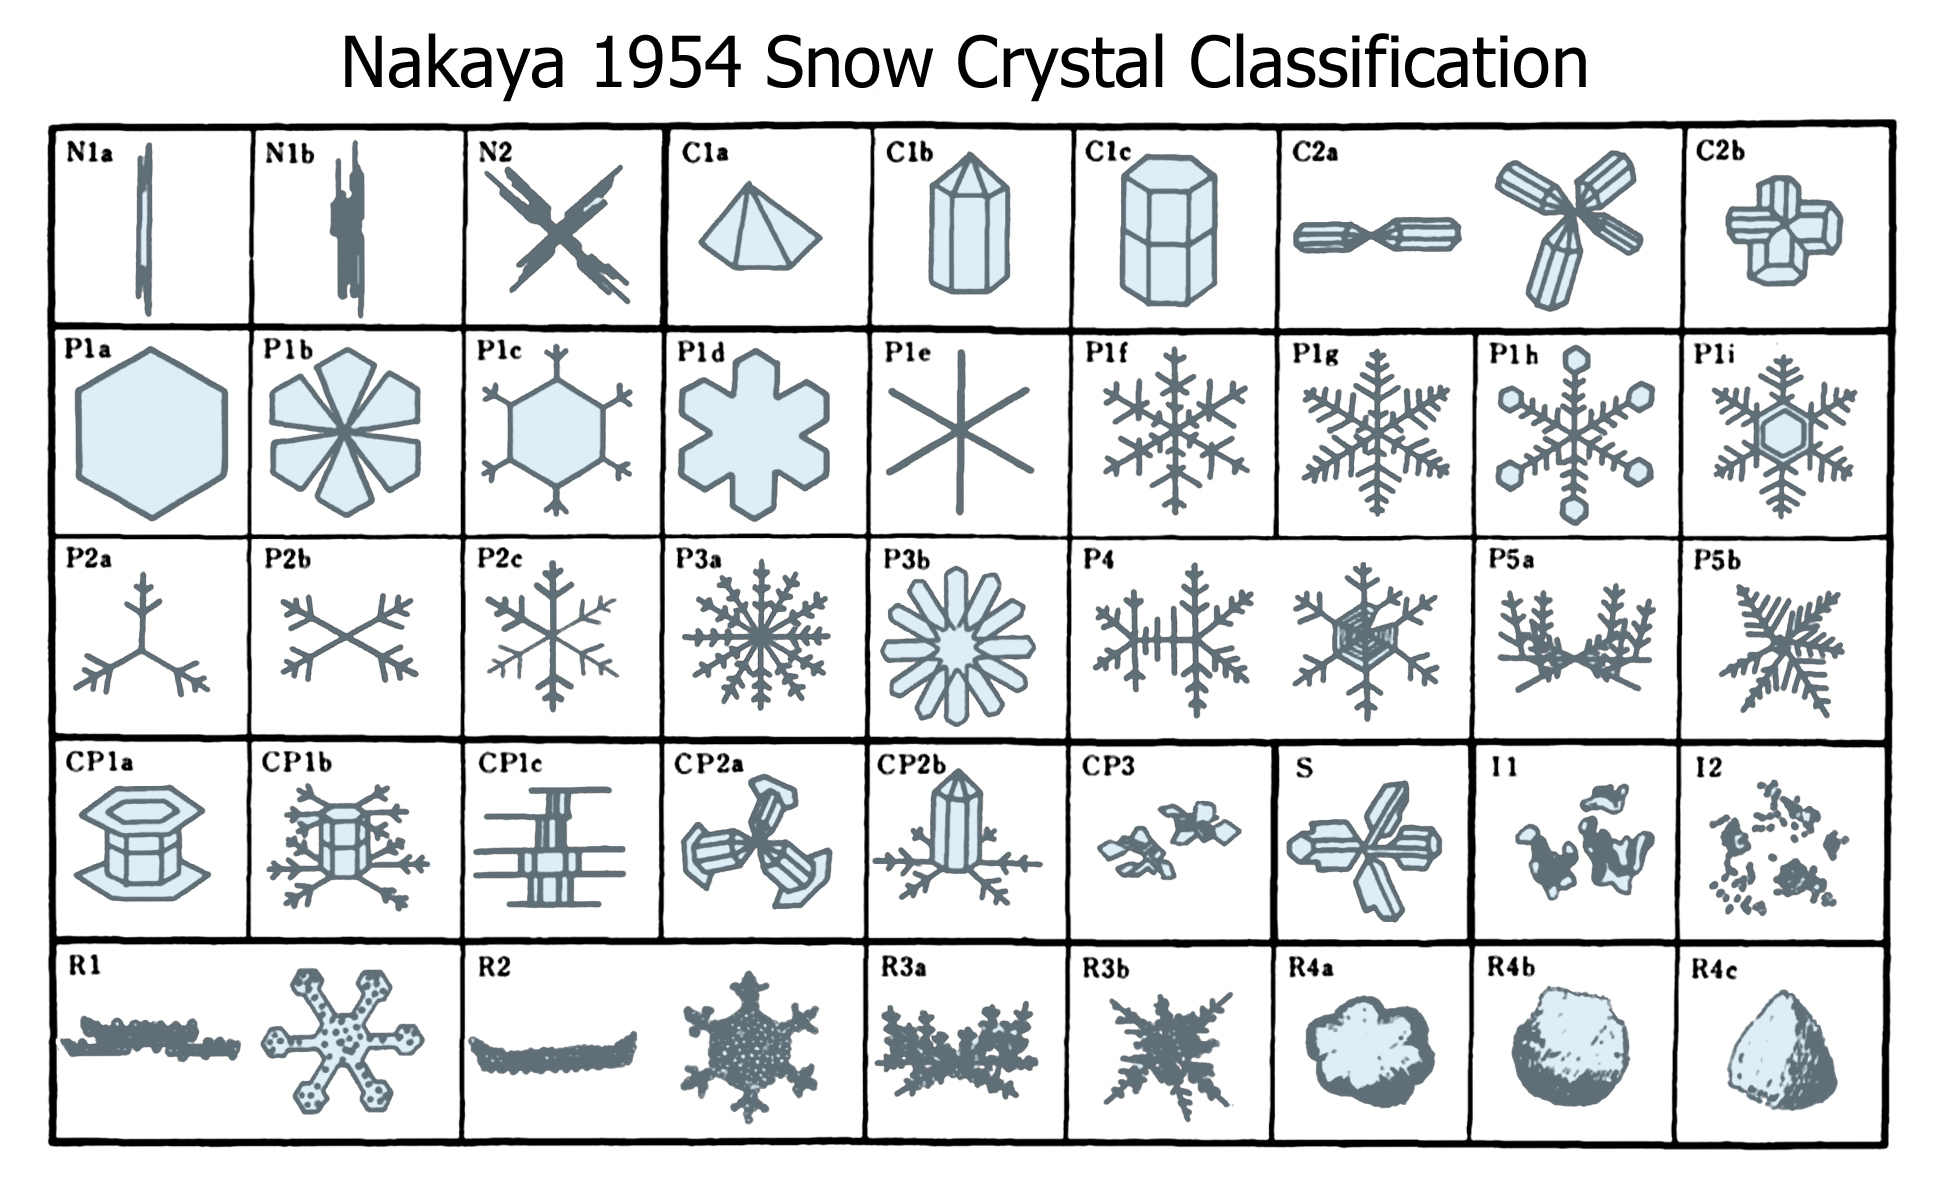 Nakaya 1954 Snow Crystal Classification
N1a N1b N2 C1a C1b C1c C2a C2b
P1a P1b P1c P1d P1e P1f P1g P1h P1i
P2a P2b P2c P3a P3b P4 P5a P5b
CP1a CP1b CP1c CP2a CP2b CP3 S I1 I2
R1 R2 R3a R3b R4a R4b R4c